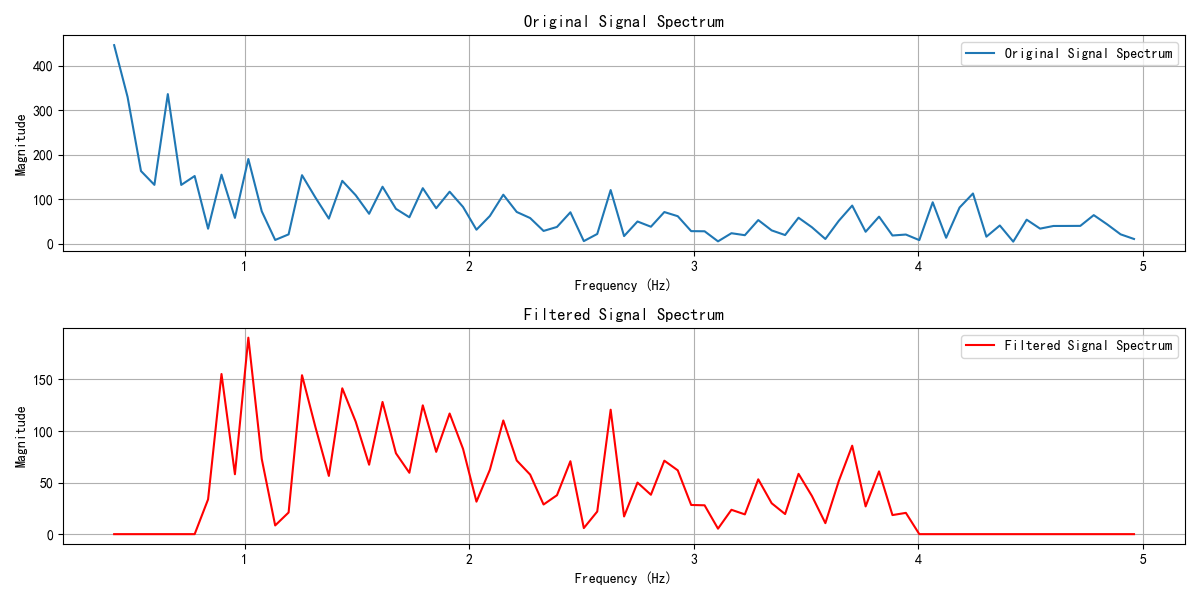 Original Signal Spectrum
Original Signal Spectrum
400
300
200
100
0
Magnitude
1
2
3
4
5
Frequency (Hz)
Filtered Signal Spectrum
Filtered Signal Spectrum
150
100
50
0
Magnitude
1
2
3
4
5
Frequency (Hz)